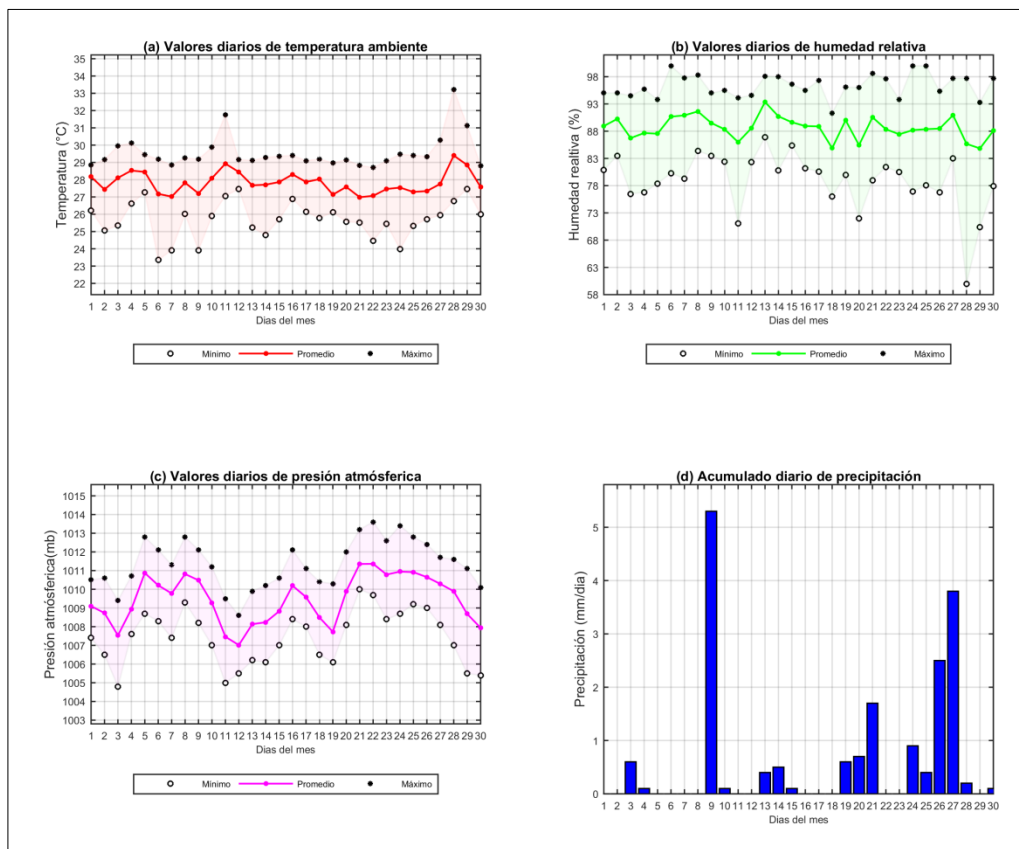 (a) Valores diarios de temperatura ambiente
35
34
33
32
31
30
29
28
27
26
25
24
23
22
Temperatura (°C)
1 2 3 4 5 6 7 8 9 10 11 12 13 14 15 16 17 18 19 20 21 22 23 24 25 26 27 28 29 30
Dias del mes
Mínimo Promedio Máximo
(b) Valores diarios de humedad relativa
98
93
88
83
78
73
68
63
58
Humedad realtiva (%)
1 2 3 4 5 6 7 8 9 10 11 12 13 14 15 16 17 18 19 20 21 22 23 24 25 26 27 28 29 30
Dias del mes
Mínimo Promedio Máximo
(c) Valores diarios de presión atmósferica
1015
1014
1013
1012
1011
1010
1009
1008
1007
1006
1005
1004
1003
Presión atmósferica(mb)
1 2 3 4 5 6 7 8 9 10 11 12 13 14 15 16 17 18 19 20 21 22 23 24 25 26 27 28 29 30
Dias del mes
Mínimo Promedio Máximo
(d) Acumulado diario de precipitación
5
4
3
2
1
0
Precipitación (mm/dia)
1 2 3 4 5 6 7 8 9 10 11 12 13 14 15 16 17 18 19 20 21 22 23 24 25 26 27 28 29 30
Dias del mes